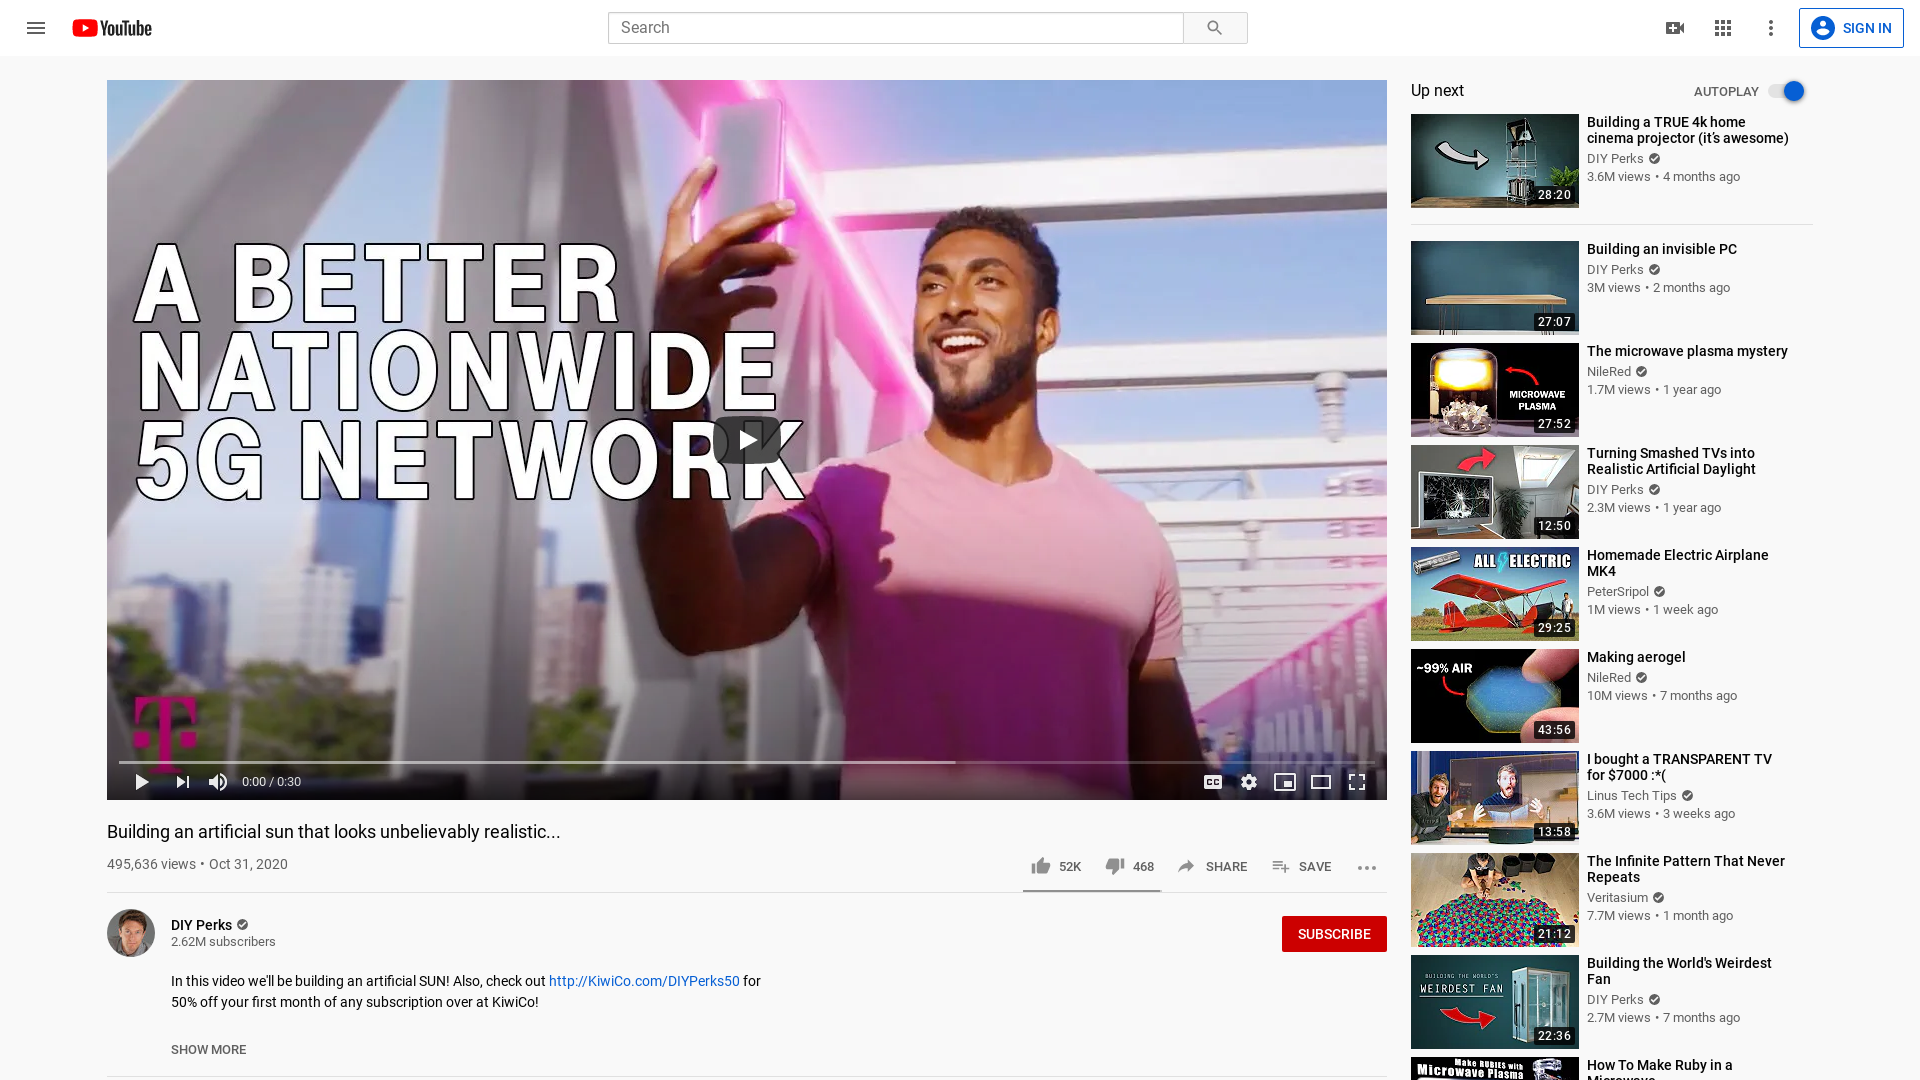 YouTube
Search
SIGN IN
A BETTER
NATIONWIDE
5G NETWORK
T
0:00 / 0:30
CC
Building an artificial sun that looks unbelievably realistic...
495,636 views • Oct 31, 2020
52K
468
SHARE
SAVE
DIY Perks
2.62M subscribers
SUBSCRIBE
In this video we'll be building an artificial SUN! Also, check out http://KiwiCo.com/DIYPerks50 for
50% off your first month of any subscription over at KiwiCo!
SHOW MORE
Up next
AUTOPLAY
28:20
Building a TRUE 4k home
cinema projector (it's awesome)
DIY Perks
3.6M views • 4 months ago
27:07
Building an invisible PC
DIY Perks
3M views • 2 months ago
MICROWAVE
PLASMA
27:52
The microwave plasma mystery
NileRed
1.7M views • 1 year ago
12:50
Turning Smashed TVs into
Realistic Artificial Daylight
DIY Perks
2.3M views • 1 year ago
ALL ELECTRIC
29:25
Homemade Electric Airplane
MK4
PeterSripol
1M views • 1 week ago
~99% AIR
43:56
Making aerogel
NileRed
10M views • 7 months ago
13:58
I bought a TRANSPARENT TV
for $7000 :*(
Linus Tech Tips
3.6M views • 3 weeks ago
21:12
The Infinite Pattern That Never
Repeats
Veritasium
7.7M views • 1 month ago
BUILDING THE WORLD'S
WEIRDEST FAN
22:36
Building the World's Weirdest
Fan
DIY Perks
2.7M views • 7 months ago
Make RUBIES with
Microwave Plasma
How To Make Ruby in a
Microwave